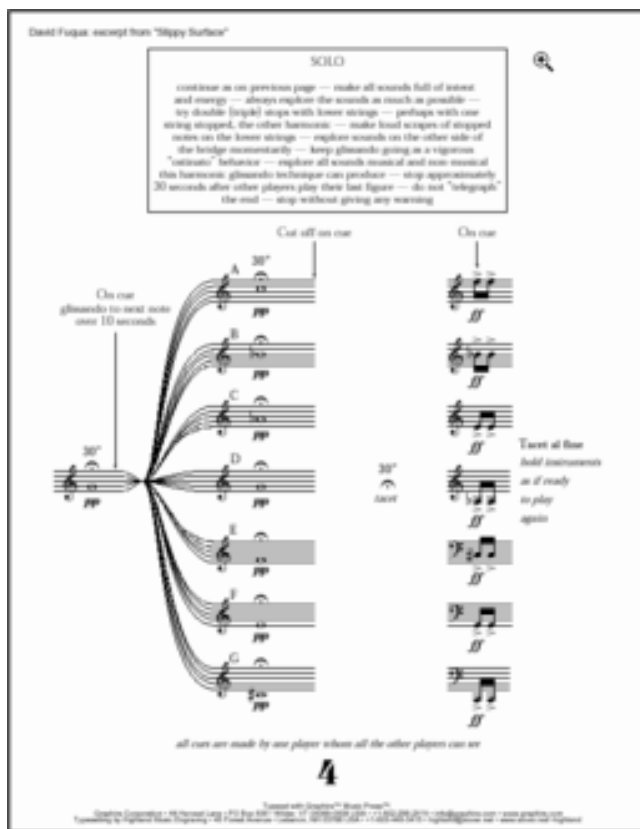 David Fuqua: excerpt from "Slippy Surface"
SOLO
continue as on previous page — make all sounds full of intent
and energy — always explore the sounds as much as possible —
try double (triple) stops with lower strings — perhaps with one
string stopped, the other harmonic — make loud scrapes of stopped
notes on the lower strings — explore sounds on the other side of
the bridge momentarily — keep glissando going as a vigorous
"ostinato" behavior — explore all sounds musical and non-musical
this harmonic glissando technique can produce — stop approximately
30 seconds after other players play their last figure — do not "telegraph"
the end — stop without giving any warning
Cut off on cue
On cue
30"
A
pp
ff
On cue
glissando to next note
over 10 seconds
B
pp
ff
C
pp
ff
30"
pp
D
pp
30"
tacet
ff
Tacet al fine
hold instruments
as if ready
to play
again
E
pp
ff
F
pp
ff
G
pp
ff
all cues are made by one player whom all the other players can see
4